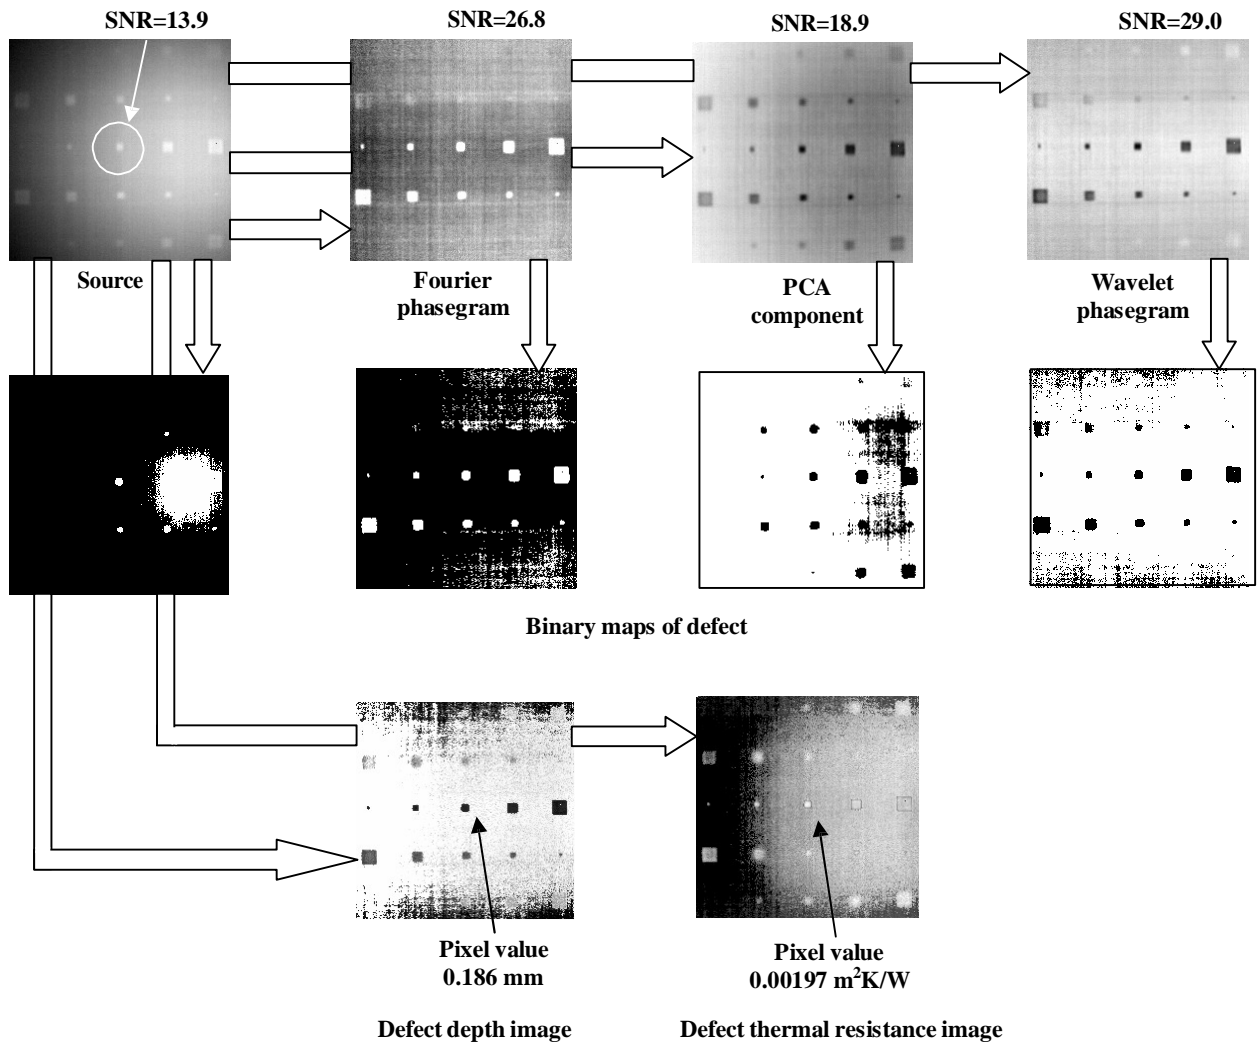 SNR=13.9
SNR=26.8
SNR=18.9
SNR=29.0
Source
Fourier
phasegram
PCA
component
Wavelet
phasegram
Binary maps of defect
Pixel value
0.186 mm
Pixel value
0.00197 m²K/W
Defect depth image
Defect thermal resistance image